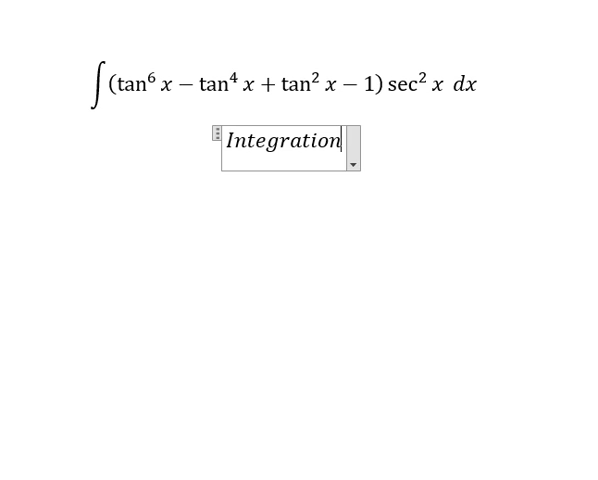 ∫(tan⁶ x − tan⁴ x + tan² x − 1) sec² x dx
Integration